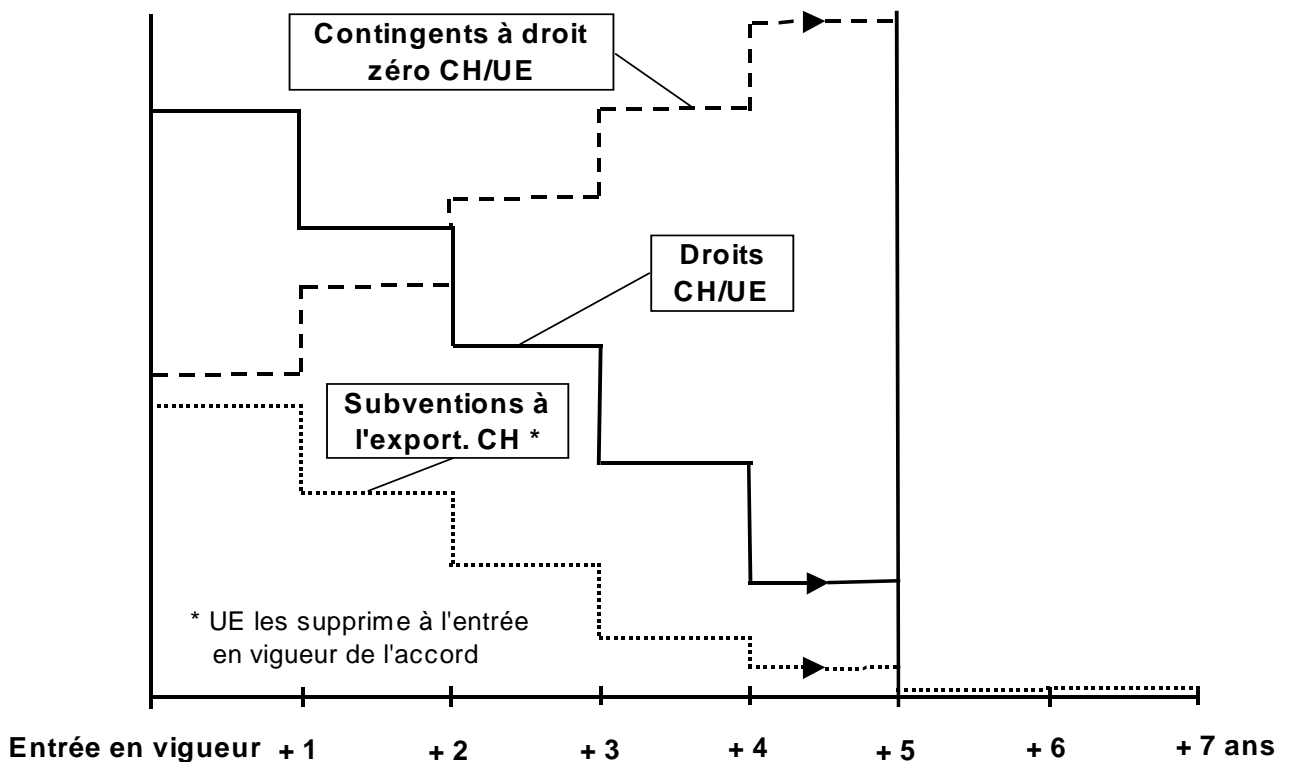 Contingents à droit
zéro CH/UE
Droits
CH/UE
Subventions à
l'export. CH *
* UE les supprime à l'entrée
en vigueur de l'accord
Entrée en vigueur + 1 + 2 + 3 + 4 + 5 + 6 + 7 ans